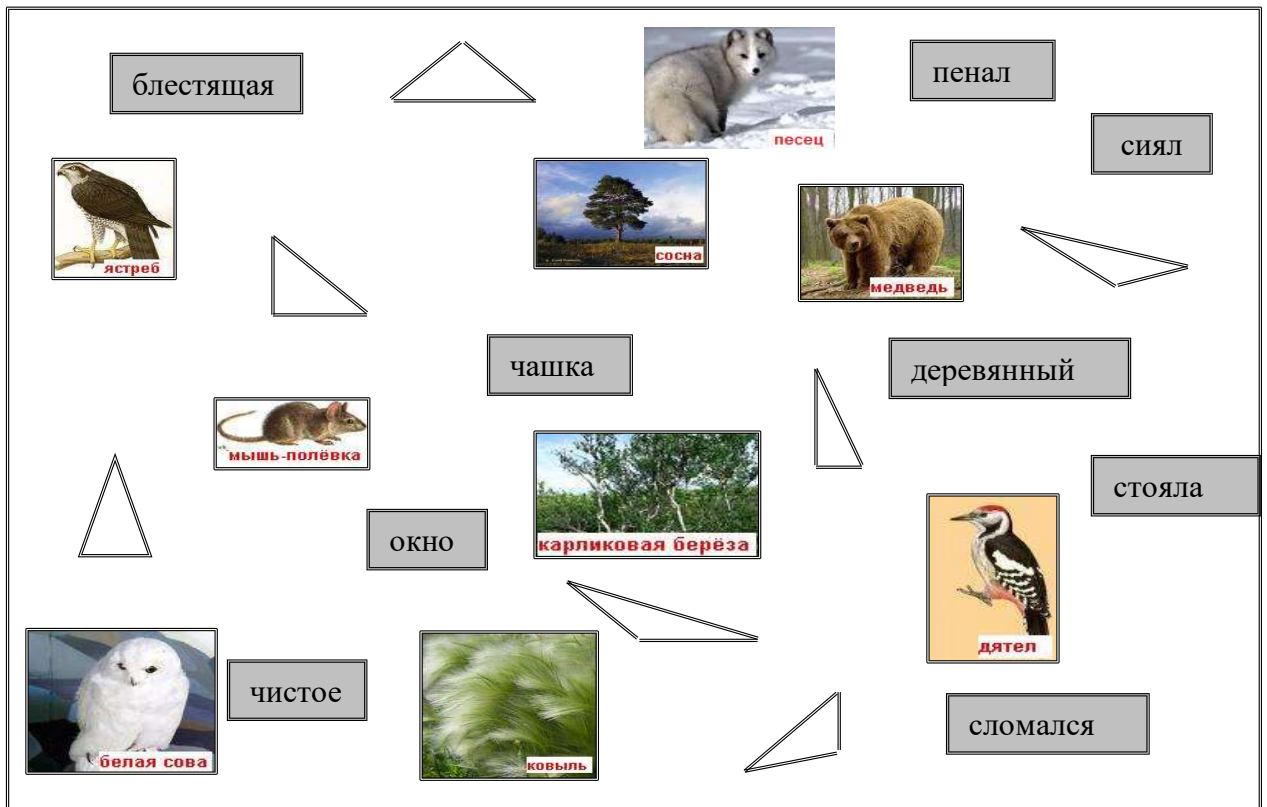 блестящая
пенал
песец
сиял
ястреб
сосна
медведь
чашка
деревянный
мышь-полёвка
стояла
окно
карликовая берёза
дятел
чистое
сломался
белая сова
ковыль